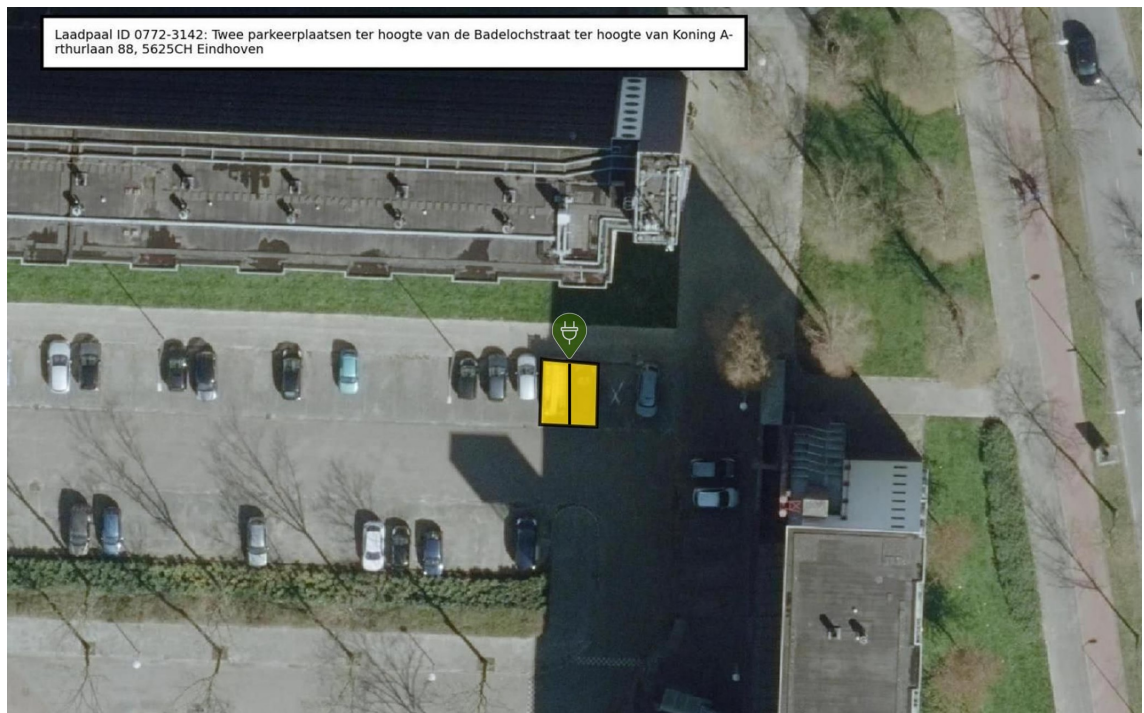 Laadpaal ID 0772-3142: Twee parkeerplaatsen ter hoogte van de Badelochstraat ter hoogte van Koning A-
rthurlaan 88, 5625CH Eindhoven